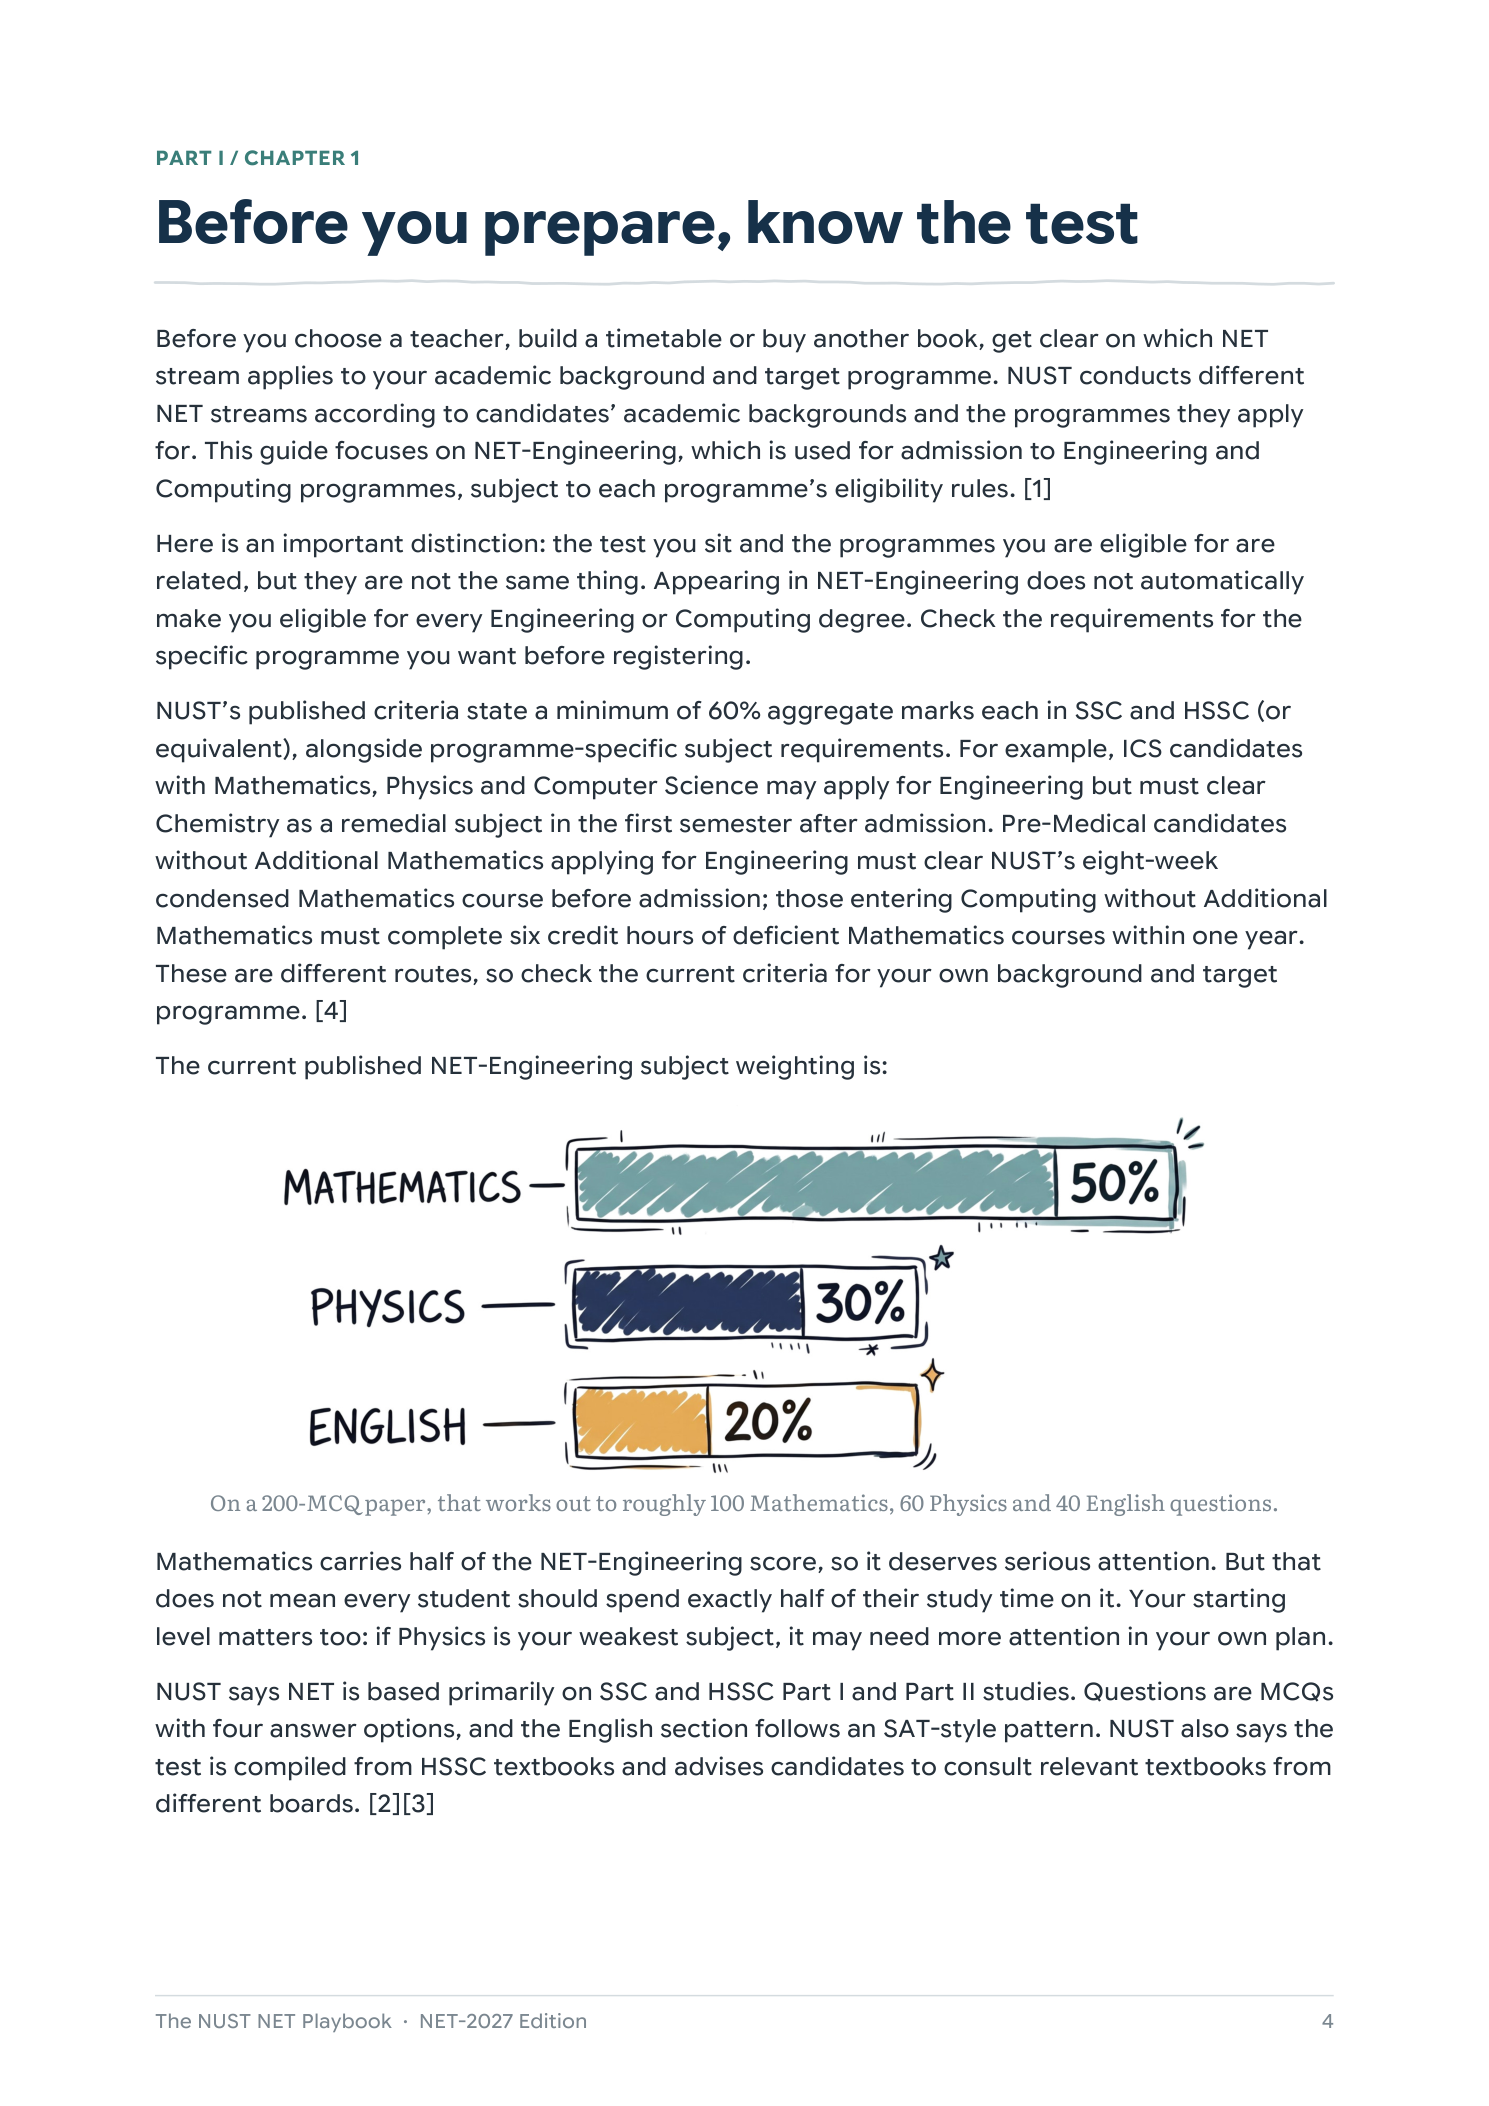 PART I / CHAPTER 1
Before you prepare, know the test
Before you choose a teacher, build a timetable or buy another book, get clear on which NET
stream applies to your academic background and target programme. NUST conducts different
NET streams according to candidates’ academic backgrounds and the programmes they apply
for. This guide focuses on NET-Engineering, which is used for admission to Engineering and
Computing programmes, subject to each programme’s eligibility rules. [1]
Here is an important distinction: the test you sit and the programmes you are eligible for are
related, but they are not the same thing. Appearing in NET-Engineering does not automatically
make you eligible for every Engineering or Computing degree. Check the requirements for the
specific programme you want before registering.
NUST’s published criteria state a minimum of 60% aggregate marks each in SSC and HSSC (or
equivalent), alongside programme-specific subject requirements. For example, ICS candidates
with Mathematics, Physics and Computer Science may apply for Engineering but must clear
Chemistry as a remedial subject in the first semester after admission. Pre-Medical candidates
without Additional Mathematics applying for Engineering must clear NUST’s eight-week
condensed Mathematics course before admission; those entering Computing without Additional
Mathematics must complete six credit hours of deficient Mathematics courses within one year.
These are different routes, so check the current criteria for your own background and target
programme. [4]
The current published NET-Engineering subject weighting is:
MATHEMATICS 50%
PHYSICS 30%
ENGLISH 20%
On a 200-MCQ paper, that works out to roughly 100 Mathematics, 60 Physics and 40 English questions.
Mathematics carries half of the NET-Engineering score, so it deserves serious attention. But that
does not mean every student should spend exactly half of their study time on it. Your starting
level matters too: if Physics is your weakest subject, it may need more attention in your own plan.
NUST says NET is based primarily on SSC and HSSC Part I and Part II studies. Questions are MCQs
with four answer options, and the English section follows an SAT-style pattern. NUST also says the
test is compiled from HSSC textbooks and advises candidates to consult relevant textbooks from
different boards. [2][3]
The NUST NET Playbook · NET-2027 Edition 4